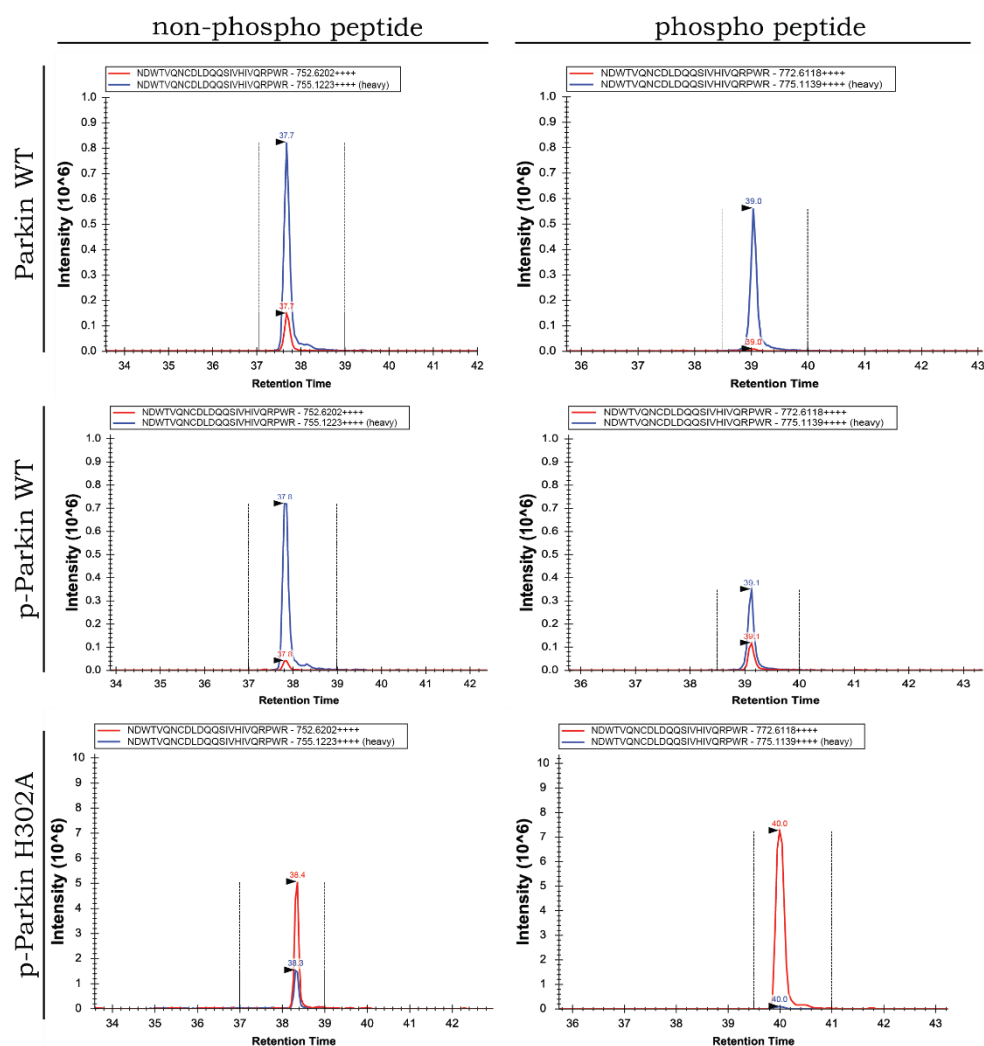 non-phospho peptide
phospho peptide
Parkin WT
NDWTVQNCDLDQQSIVHIVQRPWR - 752.6202++++
NDWTVQNCDLDQQSIVHIVQRPWR - 755.1223++++ (heavy)
1.0
0.9
0.8
0.7
0.6
0.5
0.4
0.3
0.2
0.1
0.0
Intensity (10^6)
37.7
37.7
34 35 36 37 38 39 40 41 42
Retention Time
NDWTVQNCDLDQQSIVHIVQRPWR - 772.6118++++
NDWTVQNCDLDQQSIVHIVQRPWR - 775.1139++++ (heavy)
1.0
0.9
0.8
0.7
0.6
0.5
0.4
0.3
0.2
0.1
0.0
Intensity (10^6)
39.0
39.0
36 37 38 39 40 41 42 43
Retention Time
p-Parkin WT
NDWTVQNCDLDQQSIVHIVQRPWR - 752.6202++++
NDWTVQNCDLDQQSIVHIVQRPWR - 755.1223++++ (heavy)
1.0
0.9
0.8
0.7
0.6
0.5
0.4
0.3
0.2
0.1
0.0
Intensity (10^6)
37.8
37.8
34 35 36 37 38 39 40 41 42
Retention Time
NDWTVQNCDLDQQSIVHIVQRPWR - 772.6118++++
NDWTVQNCDLDQQSIVHIVQRPWR - 775.1139++++ (heavy)
1.0
0.9
0.8
0.7
0.6
0.5
0.4
0.3
0.2
0.1
0.0
Intensity (10^6)
39.1
39.1
36 37 38 39 40 41 42 43
Retention Time
p-Parkin H302A
NDWTVQNCDLDQQSIVHIVQRPWR - 752.6202++++
NDWTVQNCDLDQQSIVHIVQRPWR - 755.1223++++ (heavy)
10
9
8
7
6
5
4
3
2
1
0
Intensity (10^6)
38.4
38.3
34 35 36 37 38 39 40 41 42
Retention Time
NDWTVQNCDLDQQSIVHIVQRPWR - 772.6118++++
NDWTVQNCDLDQQSIVHIVQRPWR - 775.1139++++ (heavy)
10
9
8
7
6
5
4
3
2
1
0
Intensity (10^6)
40.0
40.0
36 37 38 39 40 41 42 43
Retention Time